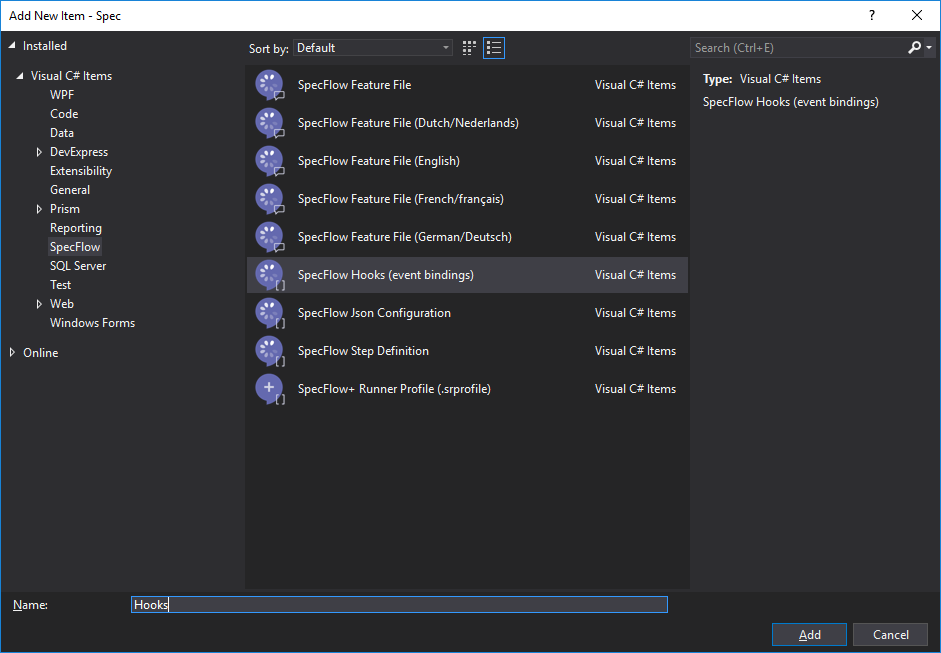 Add New Item - Spec
?
Installed
Visual C# Items
WPF
Code
Data
DevExpress
Extensibility
General
Prism
Reporting
SpecFlow
SQL Server
Test
Web
Windows Forms
Online
Sort by: Default
SpecFlow Feature File Visual C# Items
SpecFlow Feature File (Dutch/Nederlands) Visual C# Items
SpecFlow Feature File (English) Visual C# Items
SpecFlow Feature File (French/français) Visual C# Items
SpecFlow Feature File (German/Deutsch) Visual C# Items
SpecFlow Hooks (event bindings) Visual C# Items
SpecFlow Json Configuration Visual C# Items
SpecFlow Step Definition Visual C# Items
SpecFlow+ Runner Profile (.srprofile) Visual C# Items
Search (Ctrl+E)
Type: Visual C# Items
SpecFlow Hooks (event bindings)
Name: Hooks
Add Cancel